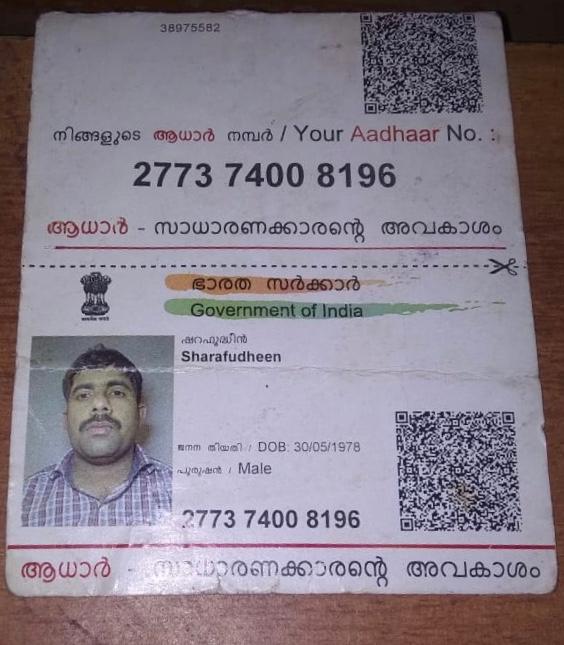 38975582
നിങ്ങളുടെ ആധാർ നമ്പർ / Your Aadhaar No. :
2773 7400 8196
ആധാർ - സാധാരണക്കാരന്റെ അവകാശം
ഭാരത സർക്കാർ
Government of India
ഷറഫുദ്ധീൻ
Sharafudheen
ജനന തിയതി / DOB: 30/05/1978
പുരുഷൻ / Male
2773 7400 8196
ആധാർ - സാധാരണക്കാരന്റെ അവകാശം